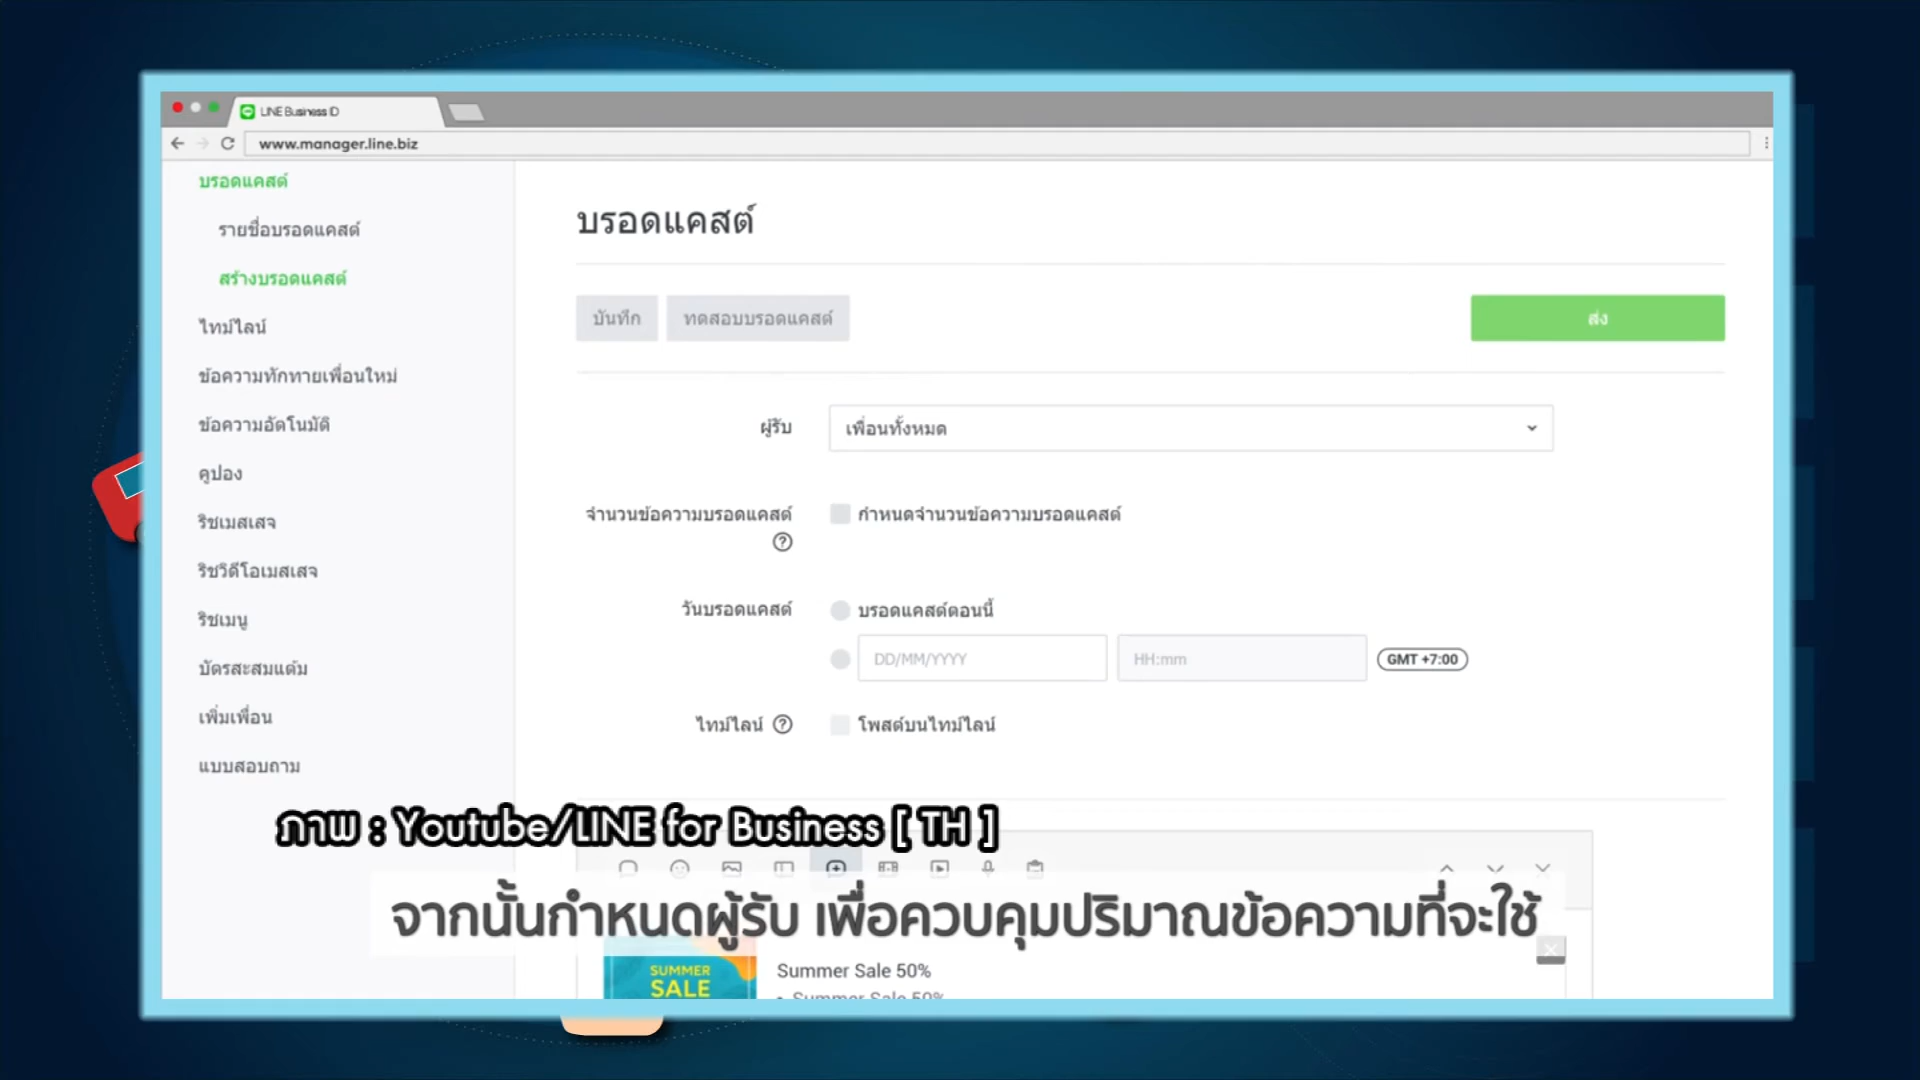 LINE Business ID
www.manager.line.biz
บรอดแคสต์
รายชื่อบรอดแคสต์
สร้างบรอดแคสต์
ไทม์ไลน์
ข้อความทักทายเพื่อนใหม่
ข้อความอัตโนมัติ
คูปอง
ริชเมสเสจ
ริชวิดีโอเมสเสจ
ริชเมนู
บัตรสะสมแต้ม
เพิ่มเพื่อน
แบบสอบถาม
บรอดแคสต์
บันทึก ทดสอบบรอดแคสต์ ส่ง
ผู้รับ เพื่อนทั้งหมด
จำนวนข้อความบรอดแคสต์ กำหนดจำนวนข้อความบรอดแคสต์
วันบรอดแคสต์ บรอดแคสต์ตอนนี้
DD/MM/YYYY HH:mm GMT +7:00
ไทม์ไลน์ โพสต์บนไทม์ไลน์
ภาพ : Youtube/LINE for Business [ TH ]
จากนั้นกำหนดผู้รับ เพื่อควบคุมปริมาณข้อความที่จะใช้
SUMMER
SALE
Summer Sale 50%
Summer Sale 50%